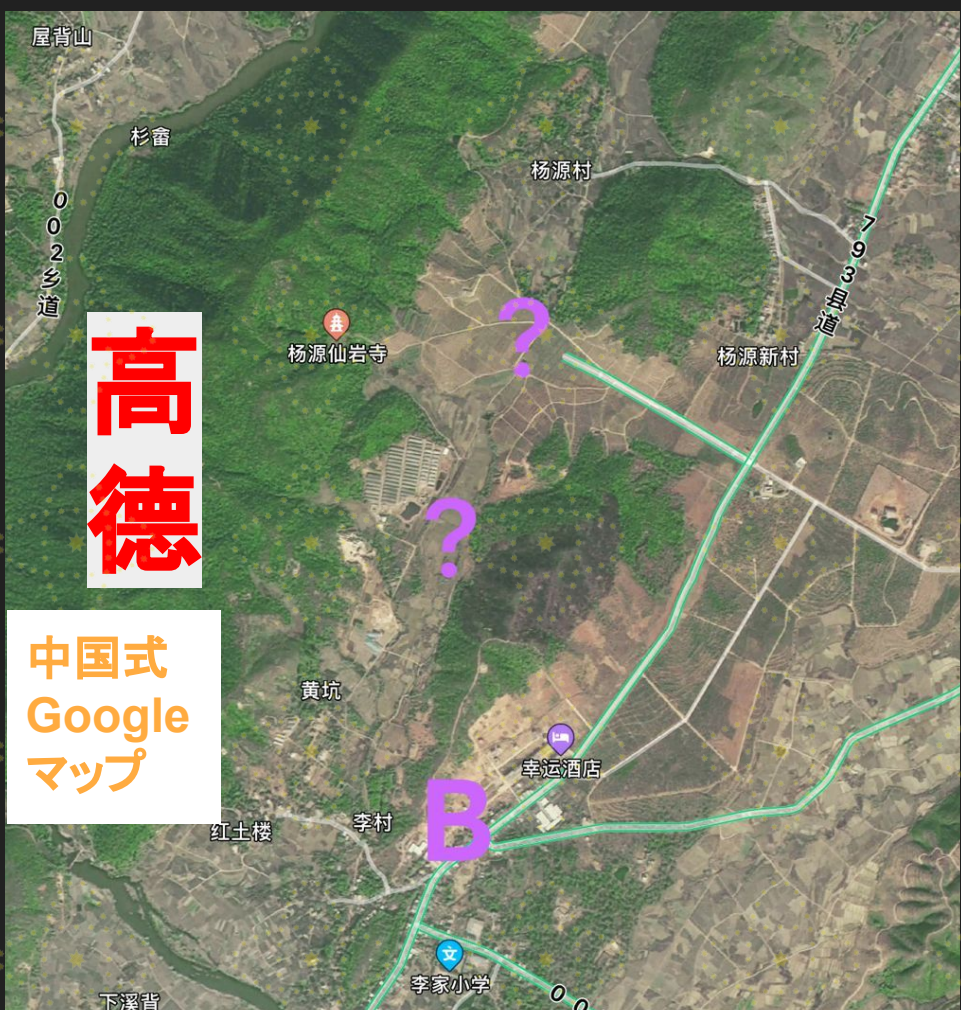 屋背山
杉畲
杨源村
002乡道
793县道
杨源仙岩寺
杨源新村
?
高德
?
中国式
Google
マップ
黄坑
幸运酒店
B
红土楼
李村
李家小学
下溪背
00